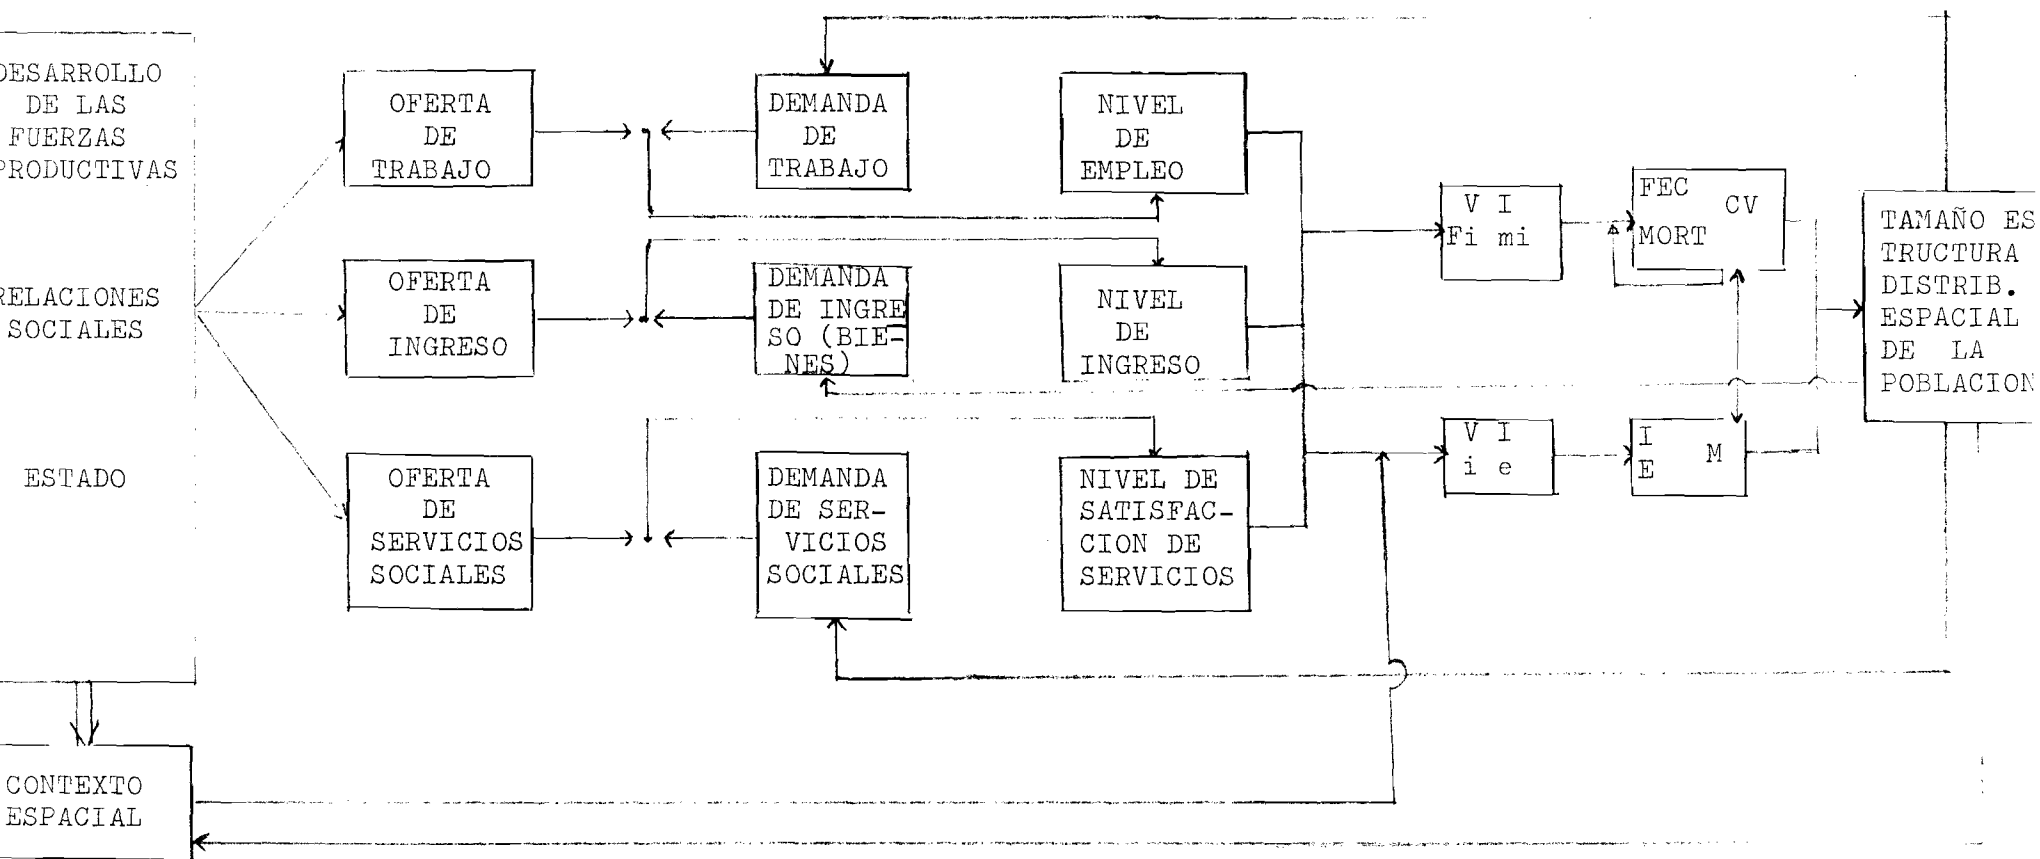 DESARROLLO
DE LAS
FUERZAS
PRODUCTIVAS
RELACIONES
SOCIALES
ESTADO
CONTEXTO
ESPACIAL
OFERTA
DE
TRABAJO
OFERTA
DE
INGRESO
OFERTA
DE
SERVICIOS
SOCIALES
DEMANDA
DE
TRABAJO
DEMANDA
DE INGRE
SO (BIE-
NES)
DEMANDA
DE SER-
VICIOS
SOCIALES
NIVEL
DE
EMPLEO
NIVEL
DE
INGRESO
NIVEL DE
SATISFAC-
CION DE
SERVICIOS
V I
Fi mi
V I
i e
FEC
CV
MORT
I
E
M
TAMAÑO ES
TRUCTURA
DISTRIB.
ESPACIAL
DE LA
POBLACION